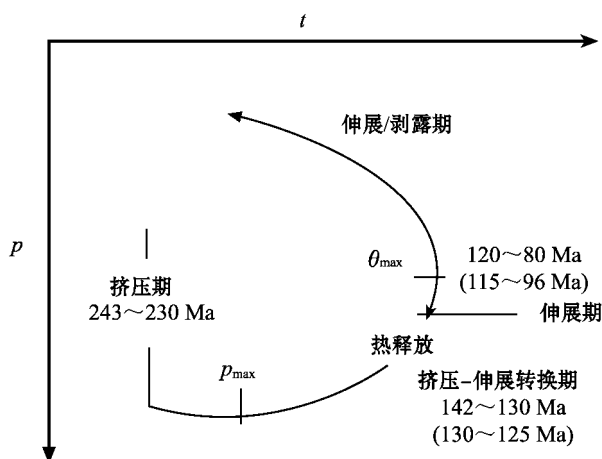 t
伸展/剥露期
p
θmax
120～80 Ma
(115～96 Ma)
挤压期
243～230 Ma
伸展期
热释放
pmax
挤压-伸展转换期
142～130 Ma
(130～125 Ma)